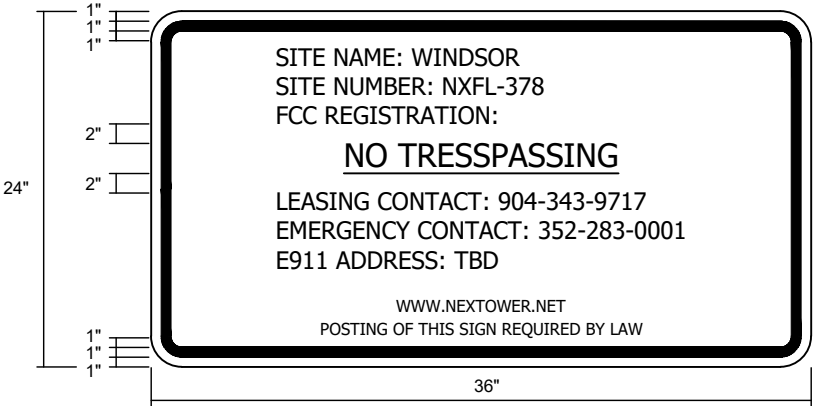 1"
1"
1"
SITE NAME: WINDSOR
SITE NUMBER: NXFL-378
FCC REGISTRATION:
2"
NO TRESSPASSING
24"
2"
LEASING CONTACT: 904-343-9717
EMERGENCY CONTACT: 352-283-0001
E911 ADDRESS: TBD
WWW.NEXTOWER.NET
POSTING OF THIS SIGN REQUIRED BY LAW
1"
1"
1"
36"